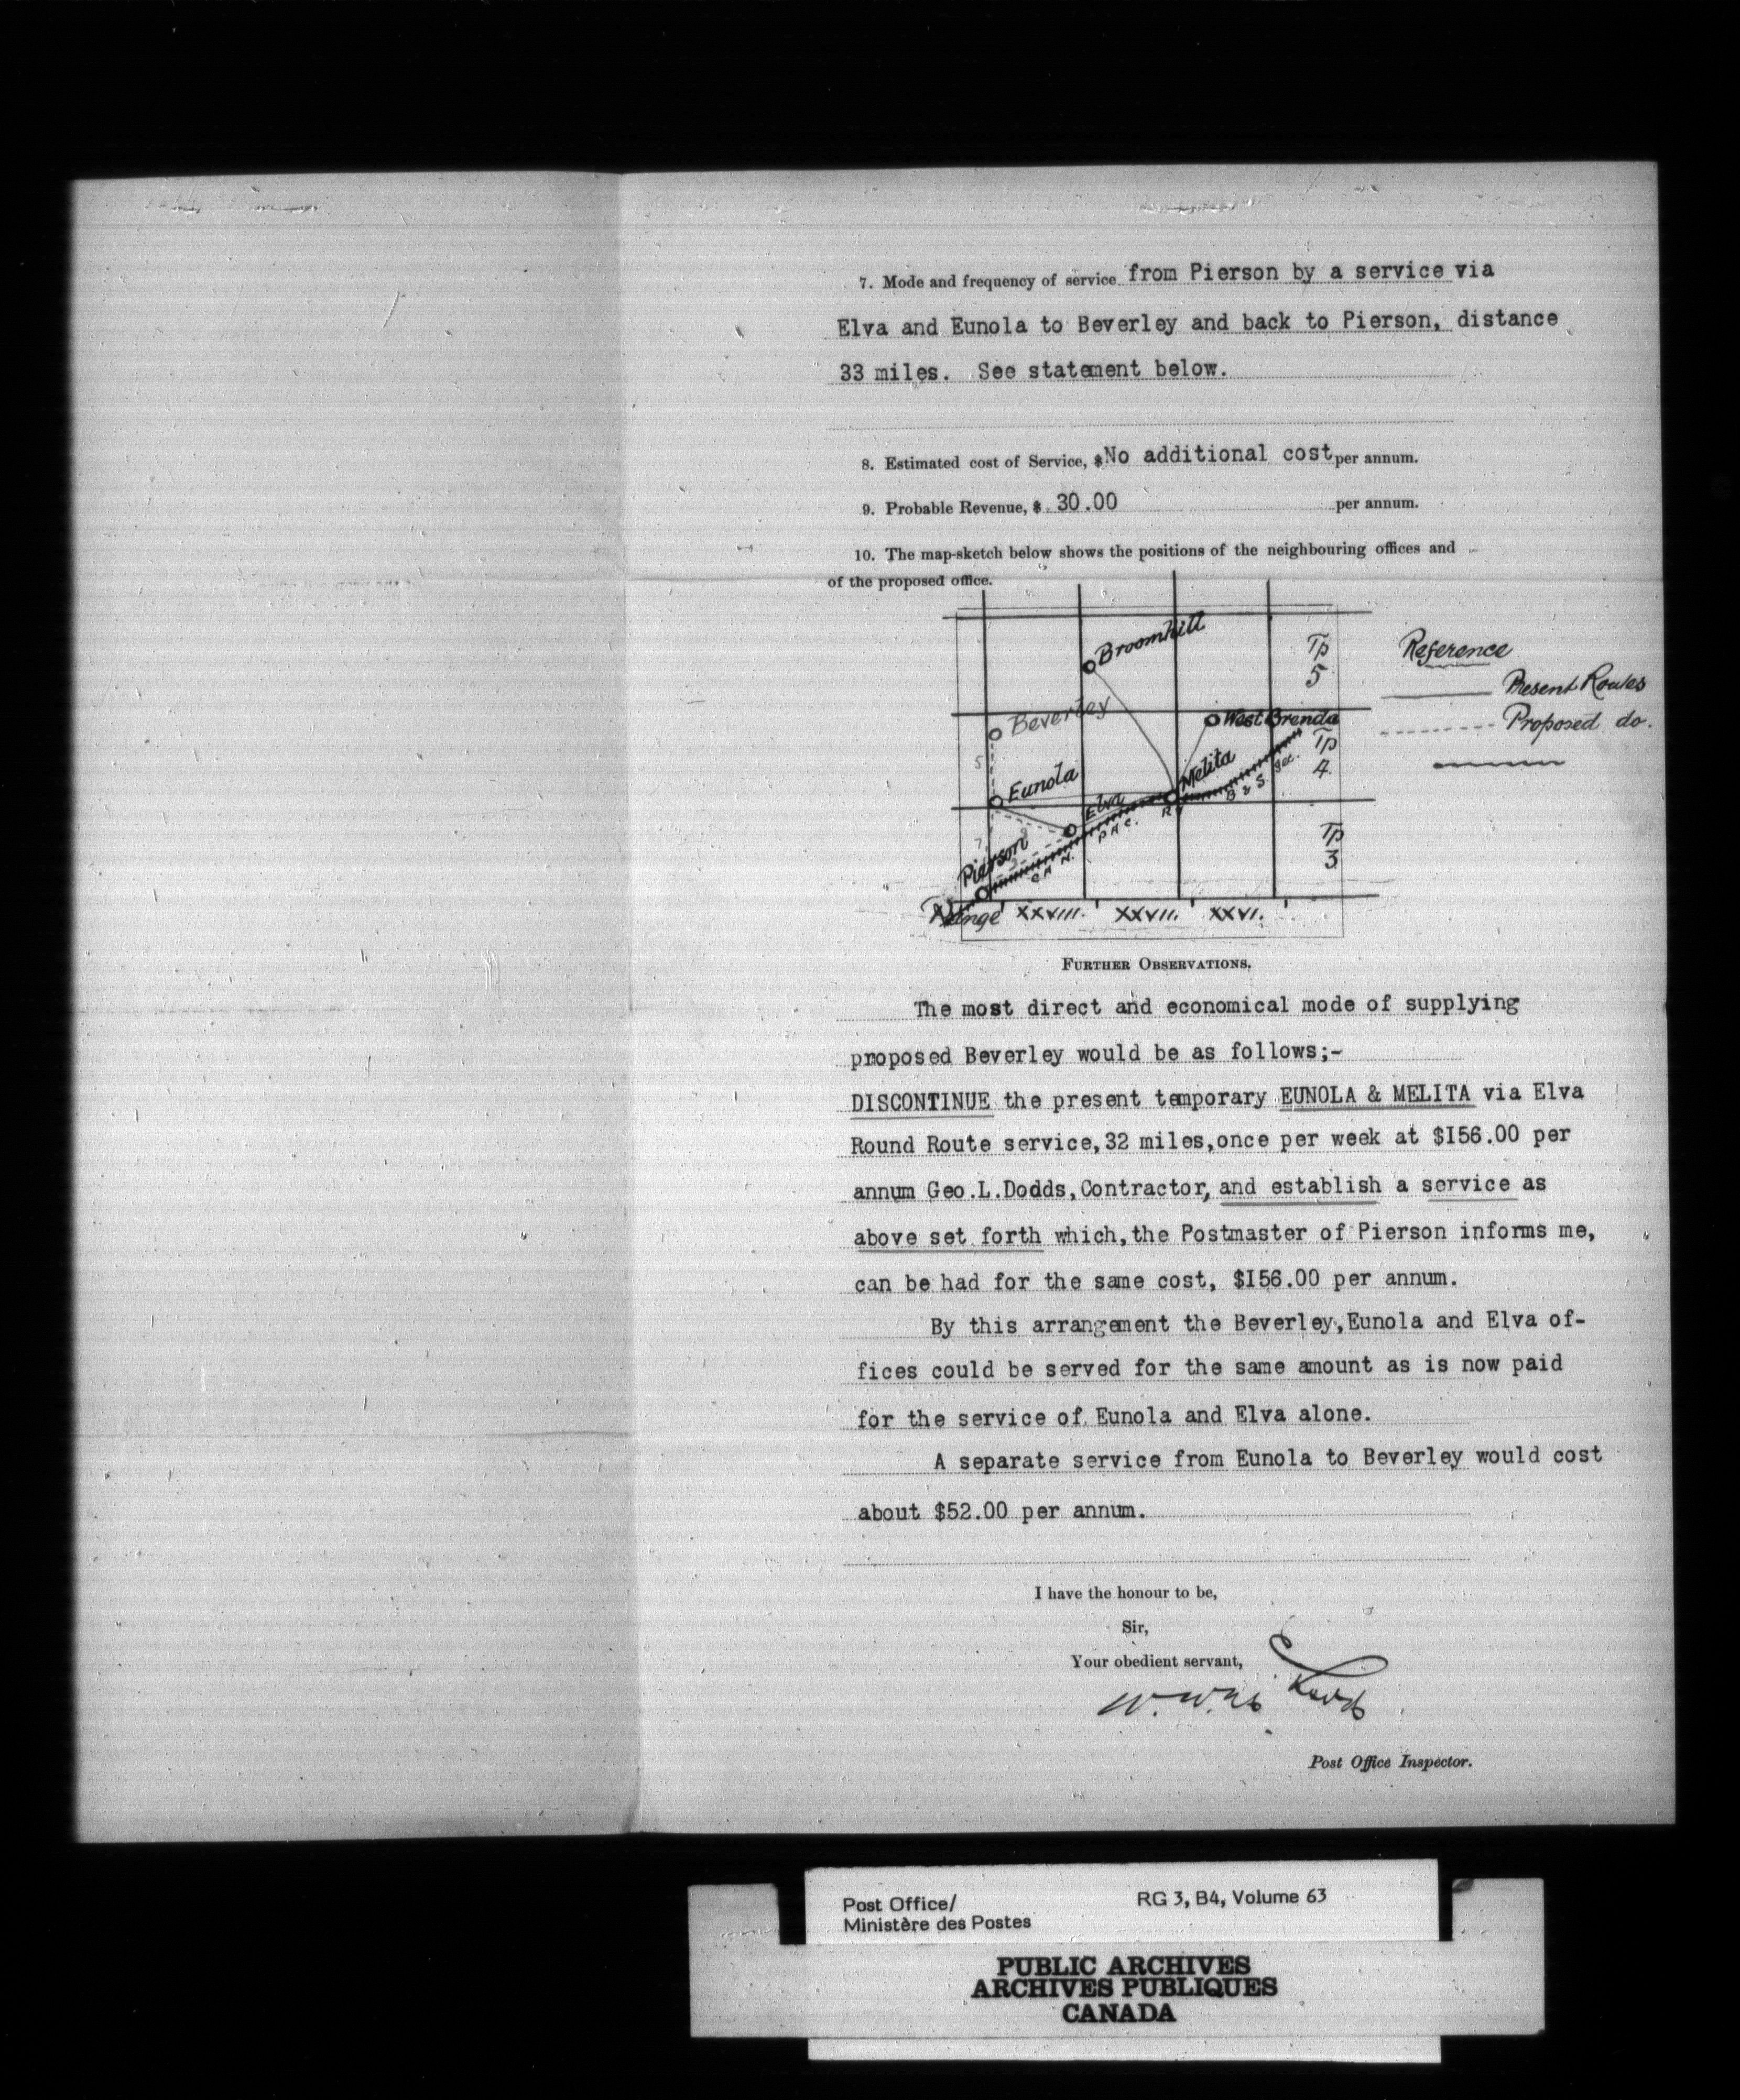 7. Mode and frequency of service from Pierson by a service via
Elva and Eunola to Beverley and back to Pierson, distance
33 miles. See statement below.
8. Estimated cost of Service, $ No additional cost per annum.
9. Probable Revenue, $ 30.00 per annum.
10. The map-sketch below shows the positions of the neighbouring offices and
of the proposed office.
Broomhill
Tp
5
Reference
Present Routes
Proposed do.
Beverley
West Brenda
Tp
4
5
Eunola
Melita
Elva
B & S. Sec.
CAN. PAC. Ry
Tp
3
7
Pierson
Range XXVIII. XXVII. XXVI.
FURTHER OBSERVATIONS.
The most direct and economical mode of supplying
proposed Beverley would be as follows;-
DISCONTINUE the present temporary EUNOLA & MELITA via Elva
Round Route service,32 miles,once per week at $I56.00 per
annum Geo.L.Dodds,Contractor, and establish a service as
above set forth which,the Postmaster of Pierson informs me,
can be had for the same cost, $I56.00 per annum.
By this arrangement the Beverley,Eunola and Elva of-
fices could be served for the same amount as is now paid
for the service of Eunola and Elva alone.
A separate service from Eunola to Beverley would cost
about $52.00 per annum.
I have the honour to be,
Sir,
Your obedient servant,
Post Office Inspector.
Post Office/
Ministère des Postes
RG 3, B4, Volume 63
PUBLIC ARCHIVES
ARCHIVES PUBLIQUES
CANADA